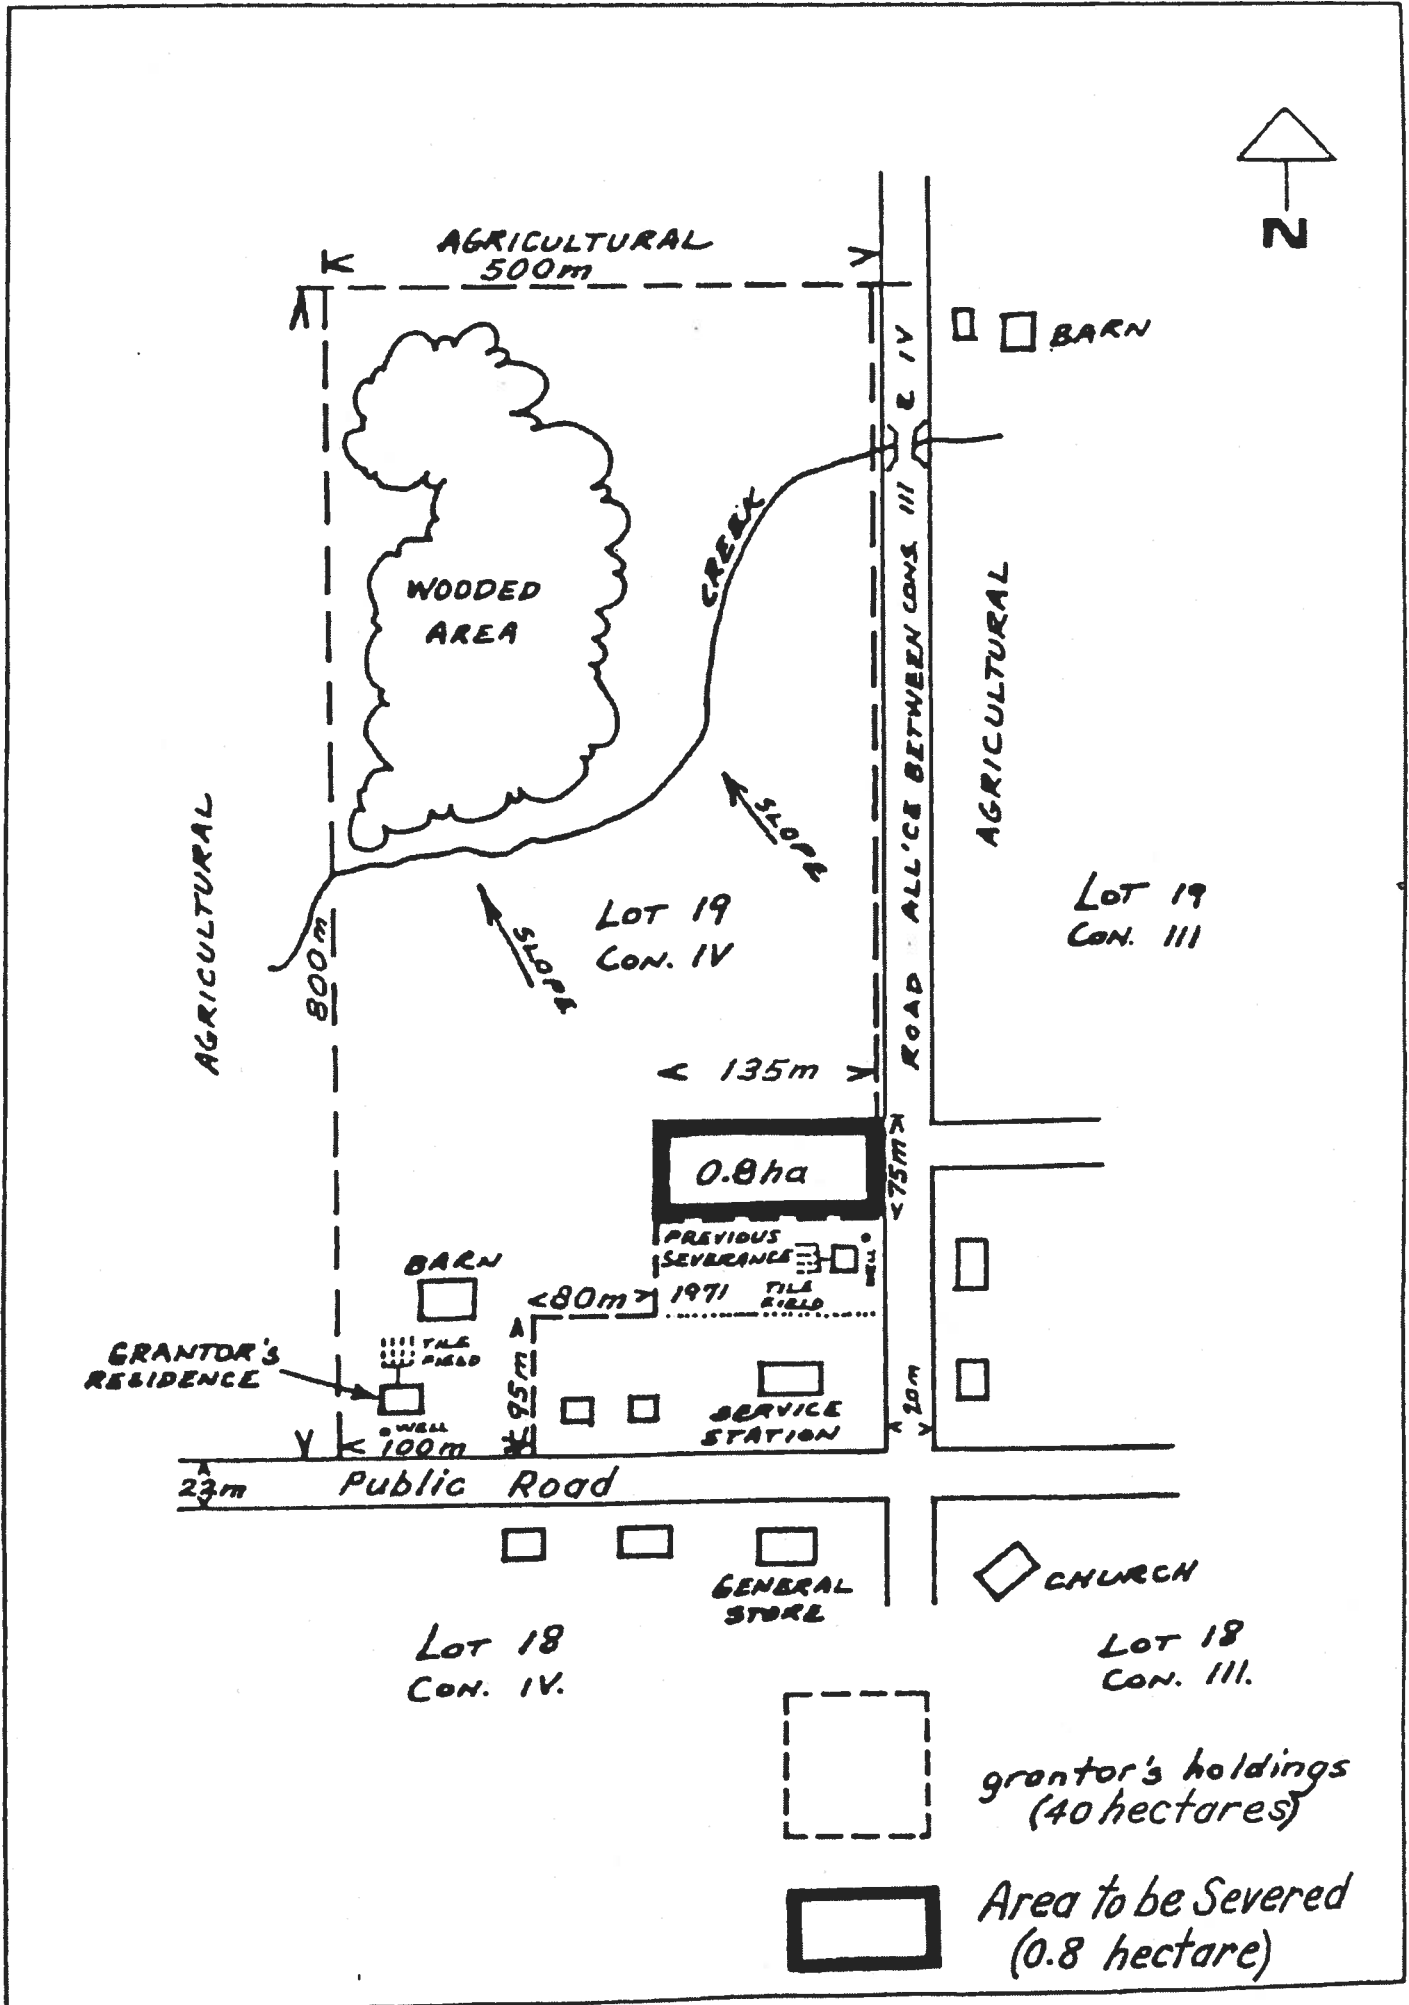 N
AGRICULTURAL
500m
BARN
ROAD ALL'CE BETWEEN CONS III & IV
CREEK
WOODED
AREA
AGRICULTURAL
SLOPE
AGRICULTURAL
800m
SLOPE
LOT 19
CON. IV
LOT 19
CON. III
135m
0.8ha
75m
PREVIOUS
SEVERANCE
1971
TILE
FIELD
WELL
BARN
80m
GRANTOR'S
RESIDENCE
TILE
FIELD
95m
SERVICE
STATION
20m
WELL
100m
22m
Public Road
GENERAL
STORE
CHURCH
LOT 18
CON. IV.
LOT 18
CON. III.
grantor's holdings
(40 hectares)
Area to be Severed
(0.8 hectare)